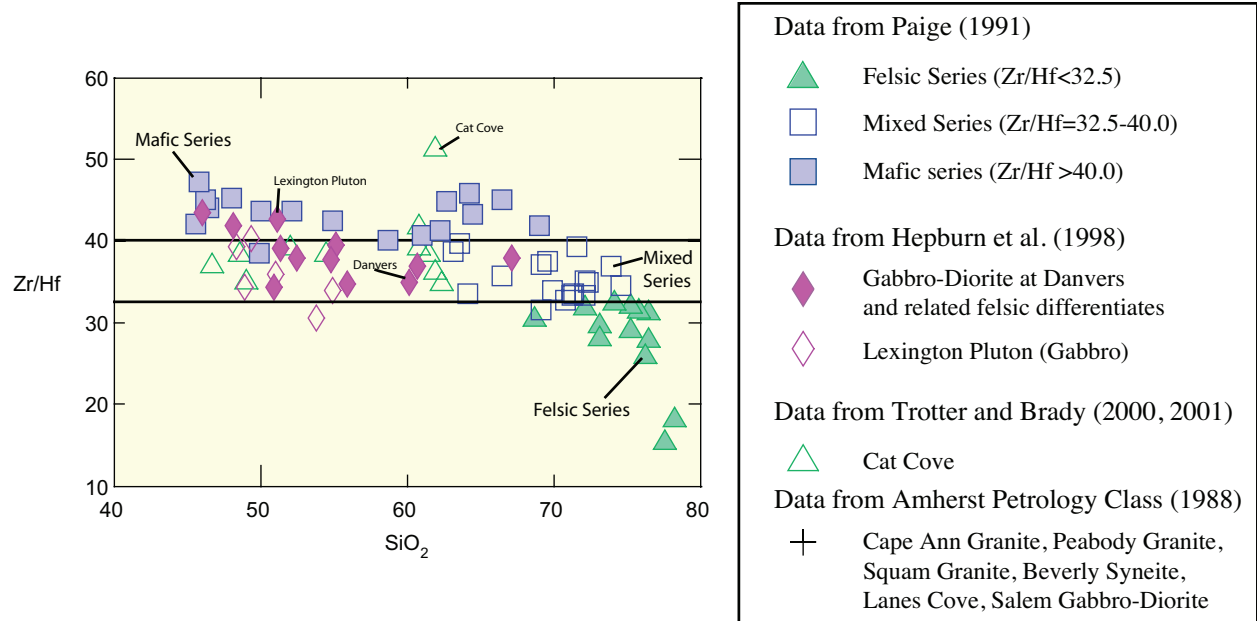 60
50
40
30
20
10
Zr/Hf
40
50
60
70
80
SiO2
Mafic Series
Cat Cove
Lexington Pluton
Danvers
Mixed
Series
Felsic Series
Data from Paige (1991)
Felsic Series (Zr/Hf<32.5)
Mixed Series (Zr/Hf=32.5-40.0)
Mafic series (Zr/Hf >40.0)
Data from Hepburn et al. (1998)
Gabbro-Diorite at Danvers
and related felsic differentiates
Lexington Pluton (Gabbro)
Data from Trotter and Brady (2000, 2001)
Cat Cove
Data from Amherst Petrology Class (1988)
Cape Ann Granite, Peabody Granite,
Squam Granite, Beverly Syneite,
Lanes Cove, Salem Gabbro-Diorite